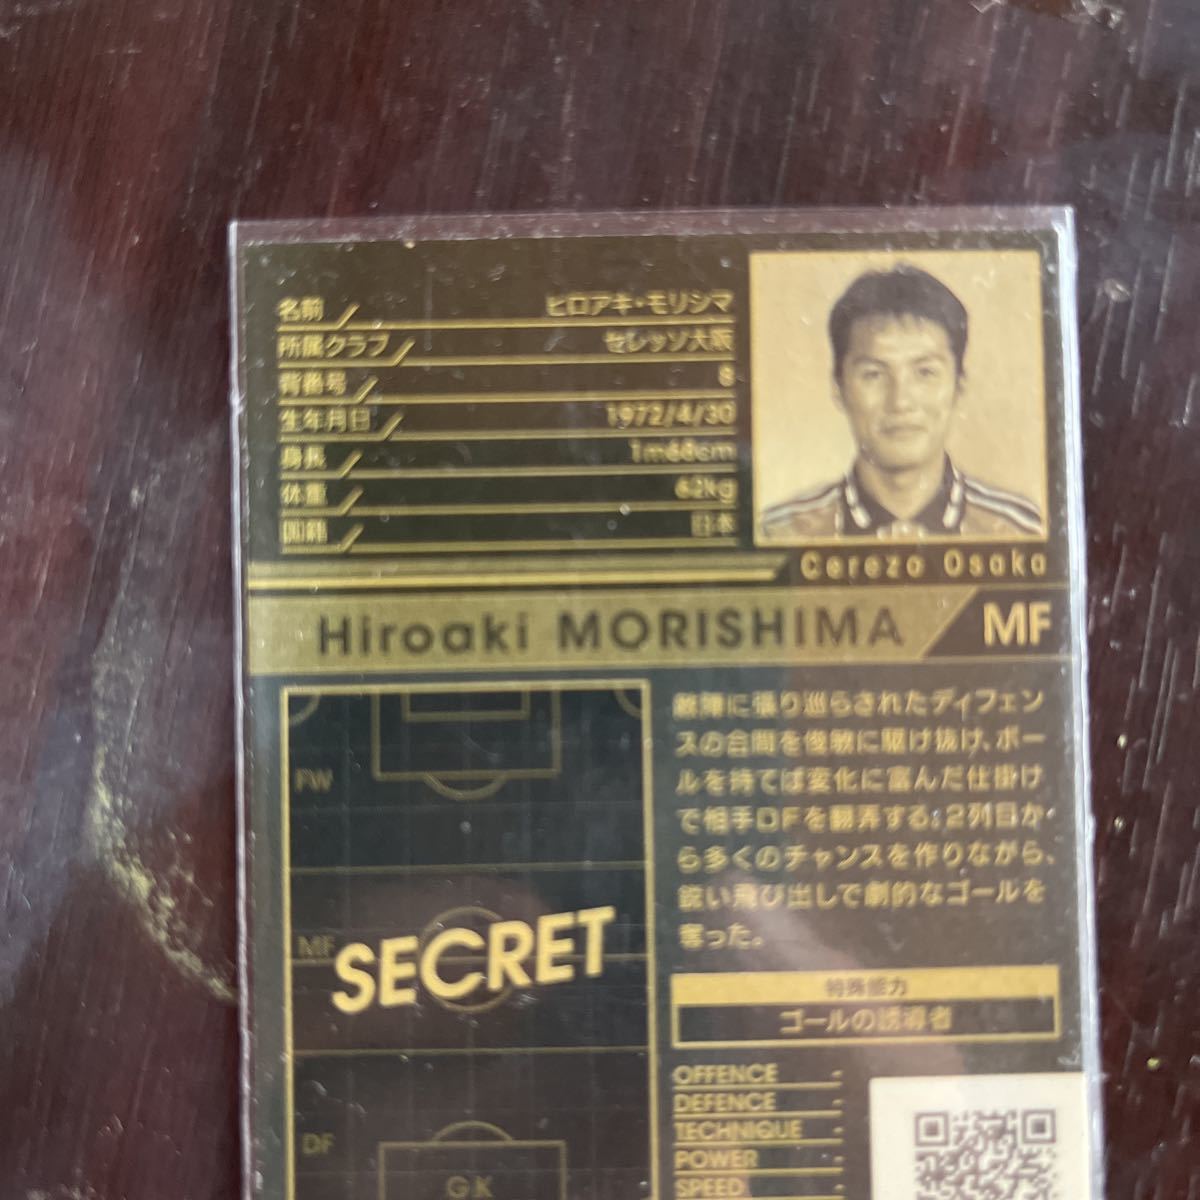 名前 ヒロアキ・モリシマ
所属クラブ セレッソ大阪
背番号 8
生年月日 1972/4/30
身長 1m68cm
体重 62kg
国籍 日本
Cerezo Osaka
Hiroaki MORISHIMA MF
敵陣に張り巡らされたディフェン
スの合間を俊敏に駆け抜け、ボー
ルを持てば変化に富んだ仕掛け
で相手DFを翻弄する。2列目か
ら多くのチャンスを作りながら、
鋭い飛び出しで劇的なゴールを
奪った。
FW
MF
SECRET
DF
GK
特殊能力
ゴールの誘導者
OFFENCE -
DEFENCE -
TECHNIQUE -
POWER -
SPEED -